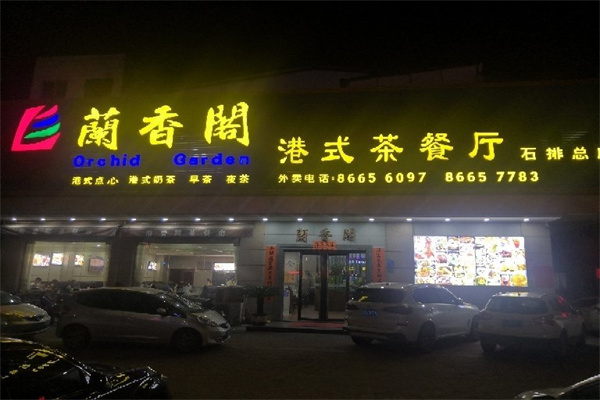 蘭香閣
Orchid Garden
港式点心 港式奶茶 早茶 夜茶
港式茶餐厅 石排总店
外卖电话:8665 6097 8665 7783
蘭香閣